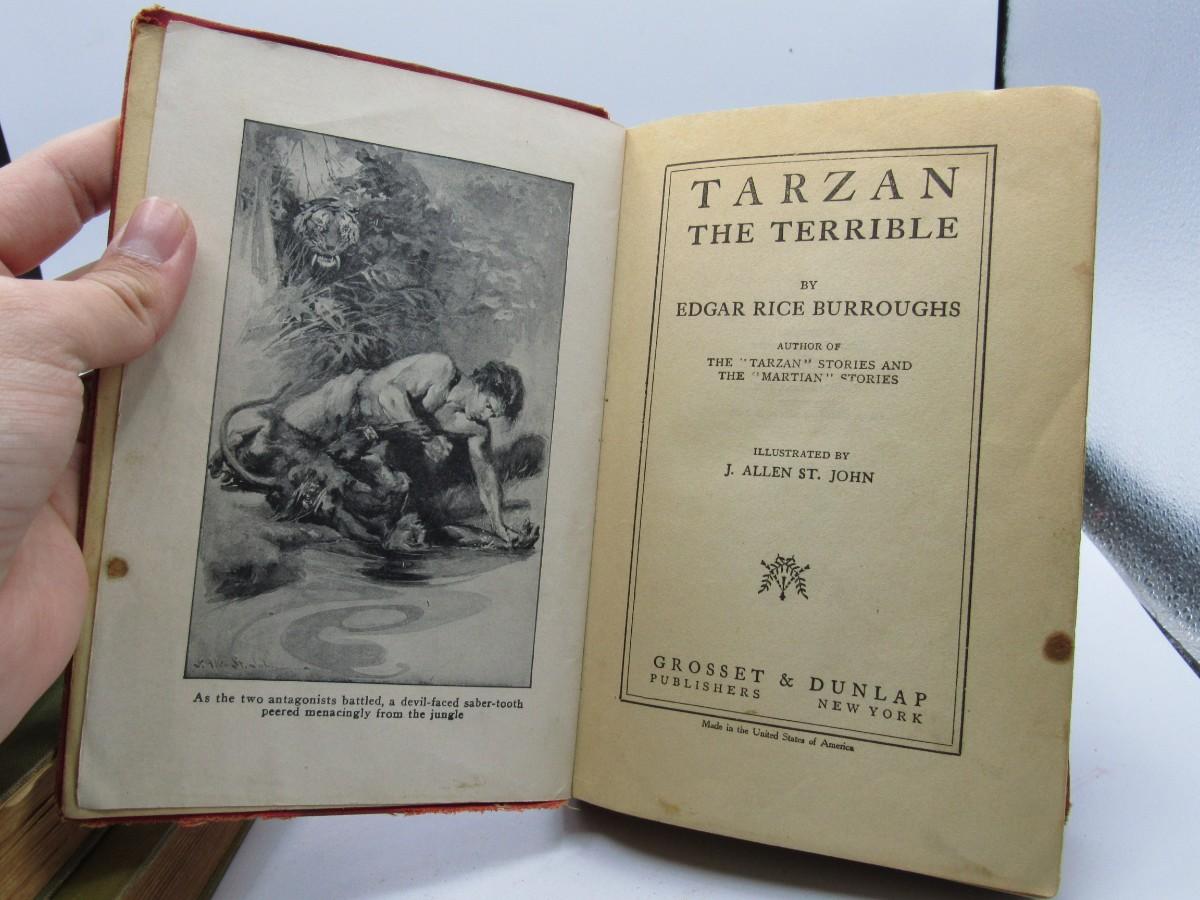 As the two antagonists battled, a devil-faced saber-tooth
peered menacingly from the jungle
TARZAN
THE TERRIBLE
BY
EDGAR RICE BURROUGHS
AUTHOR OF
THE "TARZAN" STORIES AND
THE "MARTIAN" STORIES
ILLUSTRATED BY
J. ALLEN ST. JOHN
GROSSET & DUNLAP
PUBLISHERS NEW YORK
Made in the United States of America